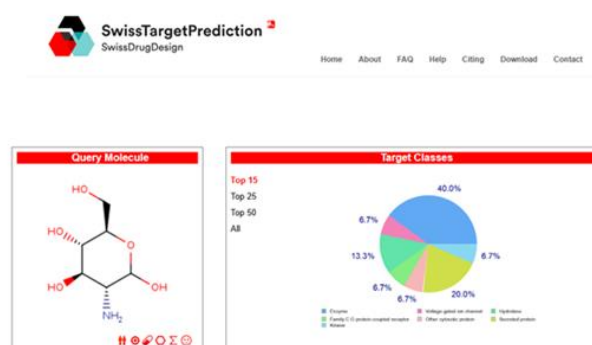 SwissTargetPrediction
SwissDrugDesign
Home About FAQ Help Citing Download Contact
Query Molecule
Target Classes
Top 15
Top 25
Top 50
All
HO
HO
HO
O
OH
NH2
40.0%
6.7%
13.3%
6.7%
6.7%
20.0%
6.7%
Enzyme Voltage-gated ion channel Hydrolase
Family C G protein-coupled receptor Other cytosolic protein Secreted protein
Kinase